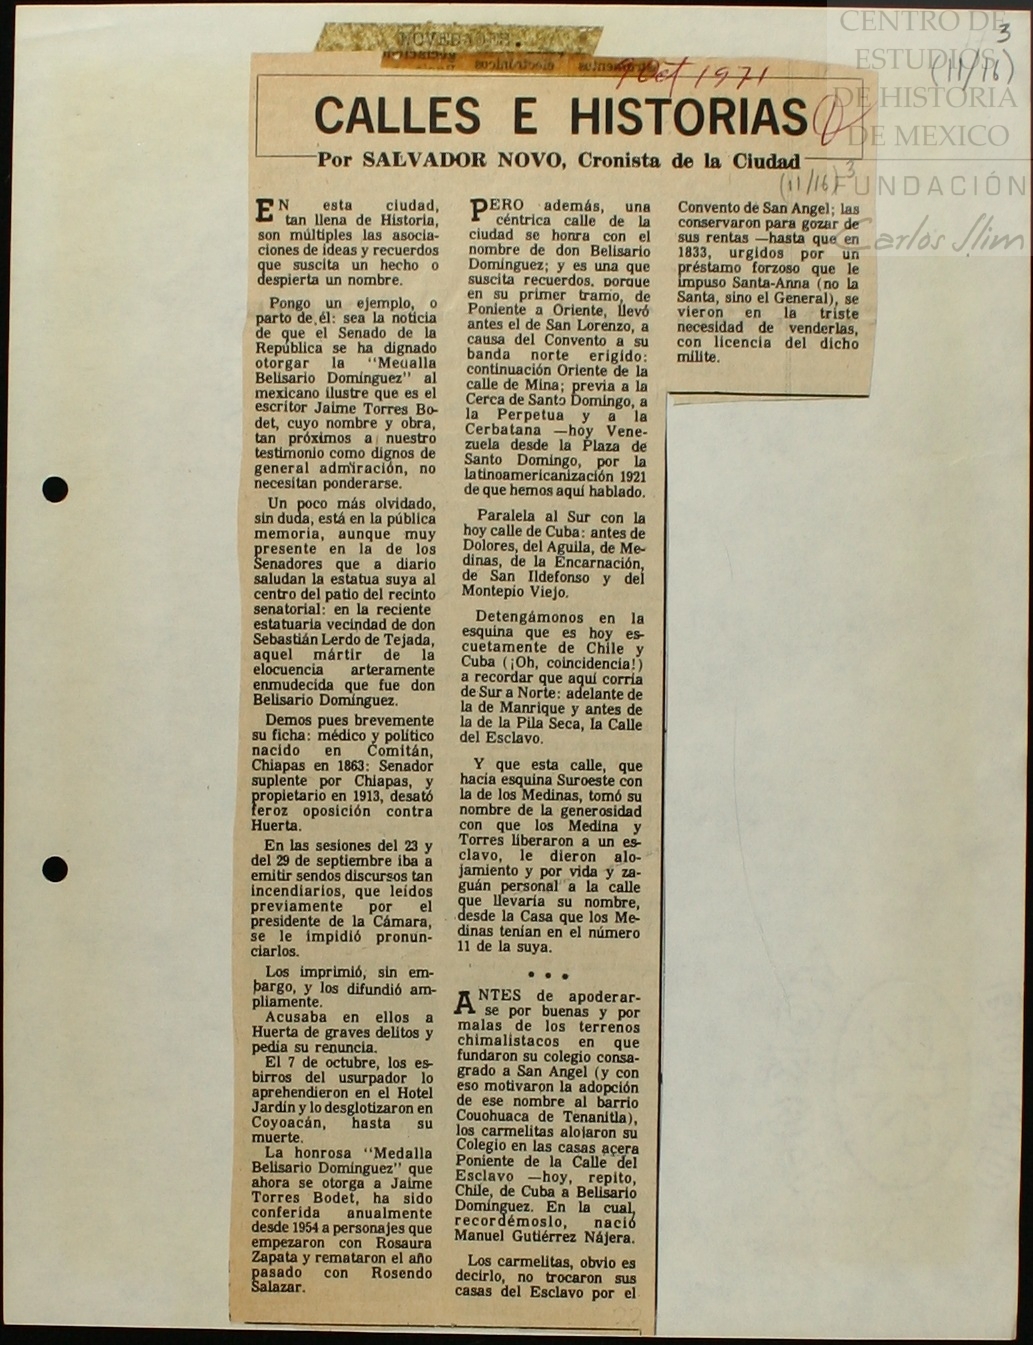 NOVEDADES.
9 Oct 1971
3
(11/16)
CENTRO DE
ESTUDIOS
DE HISTORIA
DE MEXICO
FUNDACIÓN
Carlos Slim
CALLES E HISTORIAS
Por SALVADOR NOVO, Cronista de la Ciudad
(11/16) 3
EN esta ciudad,
tan llena de Historia,
son múltiples las asocia-
ciones de ideas y recuerdos
que suscita un hecho o
despierta un nombre.
Pongo un ejemplo, o
parto de él: sea la noticia
de que el Senado de la
República se ha dignado
otorgar la "Medalla
Belisario Domínguez" al
mexicano ilustre que es el
escritor Jaime Torres Bo-
det, cuyo nombre y obra,
tan próximos a nuestro
testimonio como dignos de
general admiración, no
necesitan ponderarse.
Un poco más olvidado,
sin duda, está en la pública
memoria, aunque muy
presente en la de los
Senadores que a diario
saludan la estatua suya al
centro del patio del recinto
senatorial: en la reciente
estatuaria vecindad de don
Sebastián Lerdo de Tejada,
aquel mártir de la
elocuencia arteramente
enmudecida que fue don
Belisario Domínguez.
Demos pues brevemente
su ficha: médico y político
nacido en Comitán,
Chiapas en 1863: Senador
suplente por Chiapas, y
propietario en 1913, desató
feroz oposición contra
Huerta.
En las sesiones del 23 y
del 29 de septiembre iba a
emitir sendos discursos tan
incendiarios, que leídos
previamente por el
presidente de la Cámara,
se le impidió pronun-
ciarlos.
Los imprimió, sin em-
bargo, y los difundió am-
pliamente.
Acusaba en ellos a
Huerta de graves delitos y
pedia su renuncia.
El 7 de octubre, los es-
birros del usurpador lo
aprehendieron en el Hotel
Jardín y lo desglotizaron en
Coyoacán, hasta su
muerte.
La honrosa "Medalla
Belisario Dominguez" que
ahora se otorga a Jaime
Torres Bodet, ha sido
conferida anualmente
desde 1954 a personajes que
empezaron con Rosaura
Zapata y remataron el año
pasado con Rosendo
Salazar.
PERO además, una
céntrica calle de la
ciudad se honra con el
nombre de don Belisario
Domínguez; y es una que
suscita recuerdos, porque
en su primer tramo, de
Poniente a Oriente, llevó
antes el de San Lorenzo, a
causa del Convento a su
banda norte erigido:
continuación Oriente de la
calle de Mina; previa a la
Cerca de Santo Domingo, a
la Perpetua y a la
Cerbatana —hoy Vene-
zuela desde la Plaza de
Santo Domingo, por la
latinoamericanización 1921
de que hemos aquí hablado.
Paralela al Sur con la
hoy calle de Cuba: antes de
Dolores, del Aguila, de Me-
dinas, de la Encarnación,
de San Ildefonso y del
Montepio Viejo.
Detengámonos en la
esquina que es hoy es-
cuetamente de Chile y
Cuba (¡Oh, coincidencia!)
a recordar que aquí corría
de Sur a Norte: adelante de
la de Manrique y antes de
la de la Pila Seca, la Calle
del Esclavo.
Y que esta calle, que
hacía esquina Suroeste con
la de los Medinas, tomó su
nombre de la generosidad
con que los Medina y
Torres liberaron a un es-
clavo, le dieron alo-
jamiento y por vida y za-
guán personal a la calle
que llevaría su nombre,
desde la Casa que los Me-
dinas tenían en el número
11 de la suya.
• • •
ANTES de apoderar-
se por buenas y por
malas de los terrenos
chimalistacos en que
fundaron su colegio consa-
grado a San Angel (y con
eso motivaron la adopción
de ese nombre al barrio
Couohuaca de Tenanitla),
los carmelitas alojaron su
Colegio en las casas acera
Poniente de la Calle del
Esclavo —hoy, repito,
Chile, de Cuba a Belisario
Domínguez. En la cual,
recordémoslo, nació
Manuel Gutiérrez Nájera.
Los carmelitas, obvio es
decirlo, no trocaron sus
casas del Esclavo por el
Convento de San Angel; las
conservaron para gozar de
sus rentas —hasta que en
1833, urgidos por un
préstamo forzoso que le
impuso Santa-Anna (no la
Santa, sino el General), se
vieron en la triste
necesidad de venderlas,
con licencia del dicho
milite.